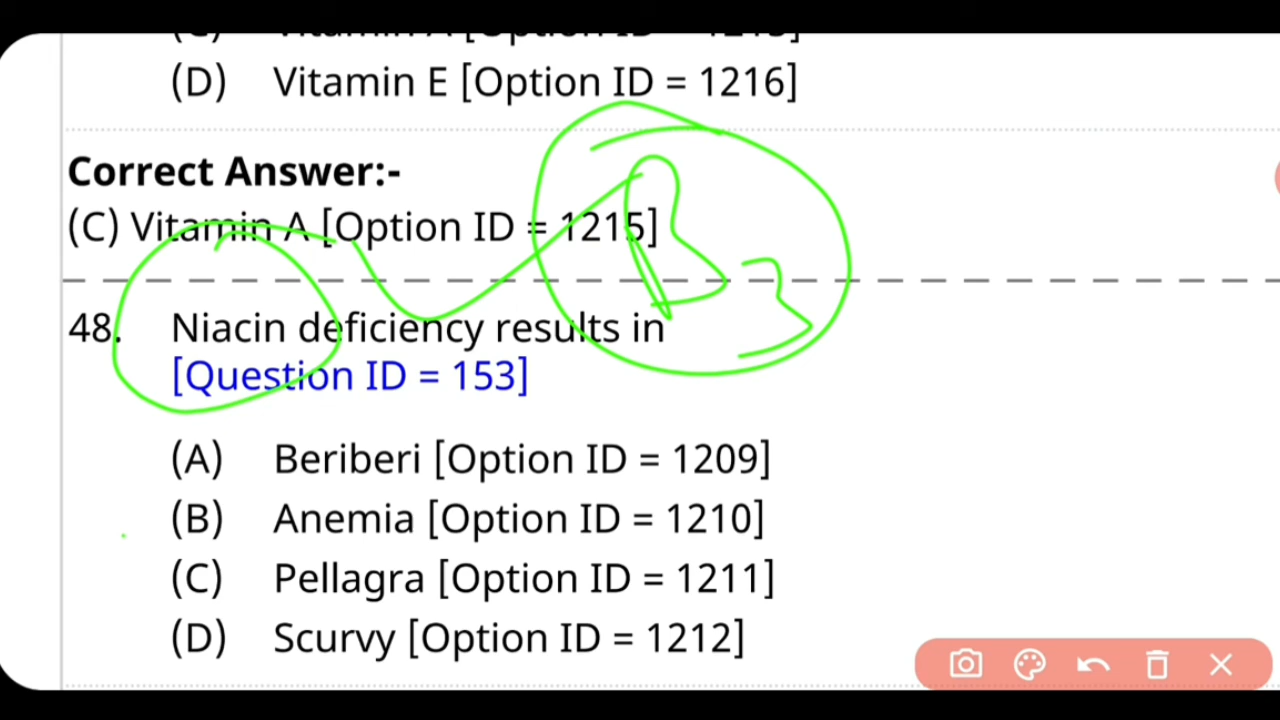 (D) Vitamin E [Option ID = 1216]
Correct Answer:-
(C) Vitamin A [Option ID = 1215]
B3
48. Niacin deficiency results in
[Question ID = 153]
(A) Beriberi [Option ID = 1209]
(B) Anemia [Option ID = 1210]
(C) Pellagra [Option ID = 1211]
(D) Scurvy [Option ID = 1212]